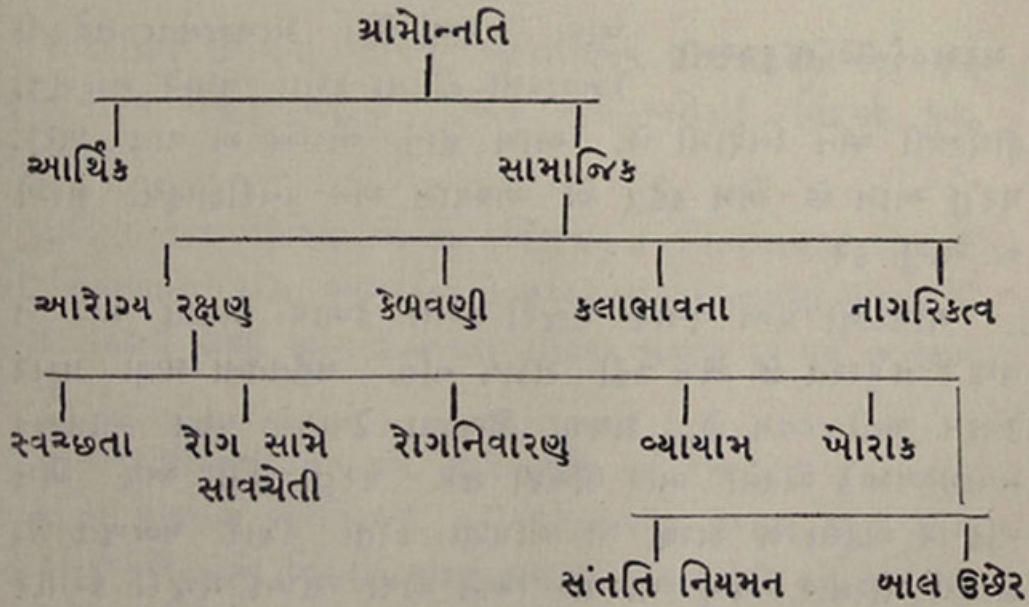 ગ્રામોન્નતિ
આર્થિક સામાજિક
આરોગ્ય રક્ષણ કેળવણી કલાભાવના નાગરિકત્વ
સ્વચ્છતા રોગ સામે રોગનિવારણ વ્યાયામ ખોરાક
સાવચેતી
સંતતિ નિયમન બાલ ઉછેર